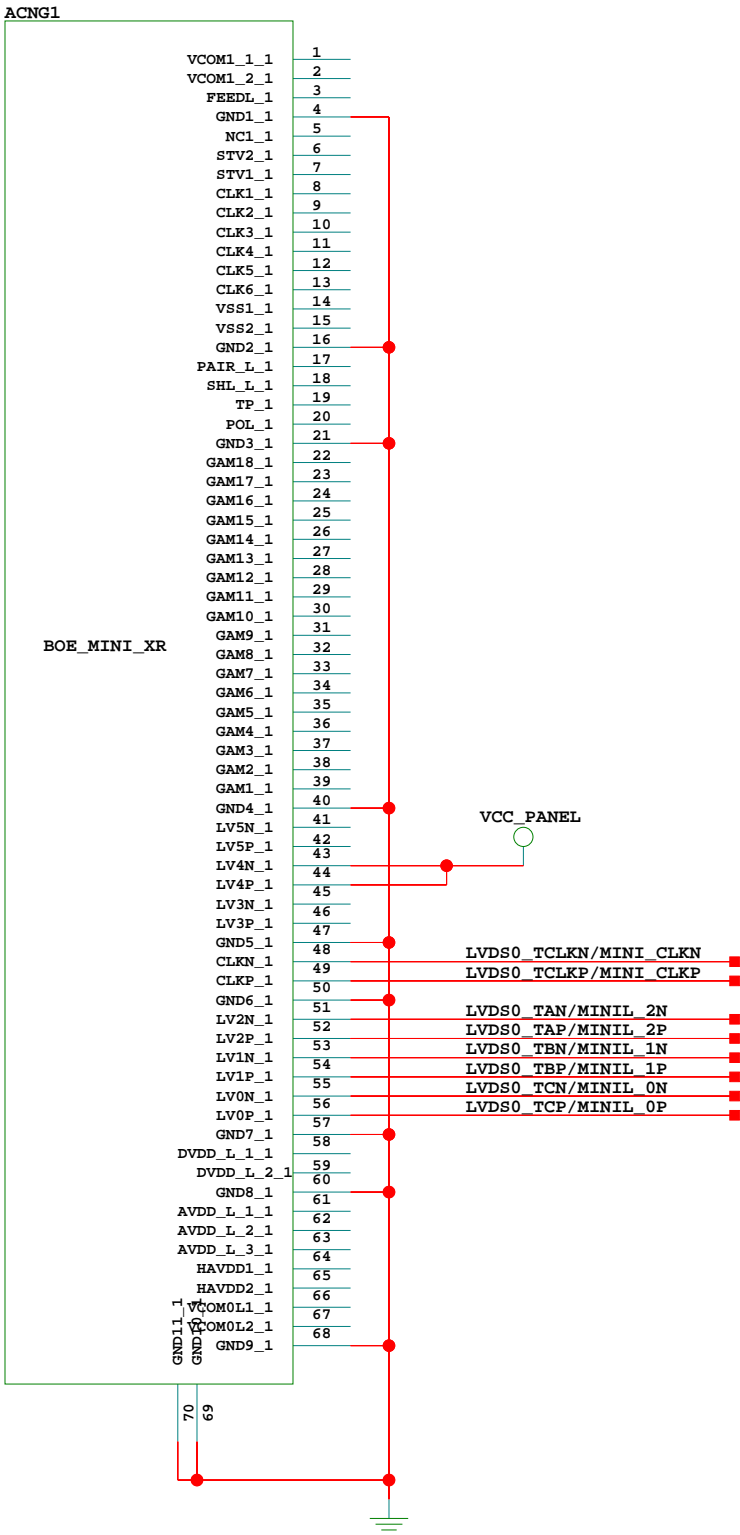 ACNG1
VCOM1_1_1 1
VCOM1_2_1 2
FEEDL_1 3
GND1_1 4
NC1_1 5
STV2_1 6
STV1_1 7
CLK1_1 8
CLK2_1 9
CLK3_1 10
CLK4_1 11
CLK5_1 12
CLK6_1 13
VSS1_1 14
VSS2_1 15
GND2_1 16
PAIR_L_1 17
SHL_L_1 18
TP_1 19
POL_1 20
GND3_1 21
GAM18_1 22
GAM17_1 23
GAM16_1 24
GAM15_1 25
GAM14_1 26
GAM13_1 27
GAM12_1 28
GAM11_1 29
GAM10_1 30
GAM9_1 31
BOE_MINI_XR
GAM8_1 32
GAM7_1 33
GAM6_1 34
GAM5_1 35
GAM4_1 36
GAM3_1 37
GAM2_1 38
GAM1_1 39
GND4_1 40
VCC_PANEL
LV5N_1 41
LV5P_1 42
LV4N_1 43
LV4P_1 44
LV3N_1 45
LV3P_1 46
GND5_1 47
CLKN_1 48 LVDS0_TCLKN/MINI_CLKN
CLKP_1 49 LVDS0_TCLKP/MINI_CLKP
GND6_1 50
LV2N_1 51 LVDS0_TAN/MINIL_2N
LV2P_1 52 LVDS0_TAP/MINIL_2P
LV1N_1 53 LVDS0_TBN/MINIL_1N
LV1P_1 54 LVDS0_TBP/MINIL_1P
LV0N_1 55 LVDS0_TCN/MINIL_0N
LV0P_1 56 LVDS0_TCP/MINIL_0P
GND7_1 57
DVDD_L_1_1 58
DVDD_L_2_1 59
GND8_1 60
AVDD_L_1_1 61
AVDD_L_2_1 62
AVDD_L_3_1 63
HAVDD1_1 64
HAVDD2_1 65
VCOM0L1_1 66
VCOM0L2_1 67
GND9_1 68
GND11_1 70
GND10_1 69